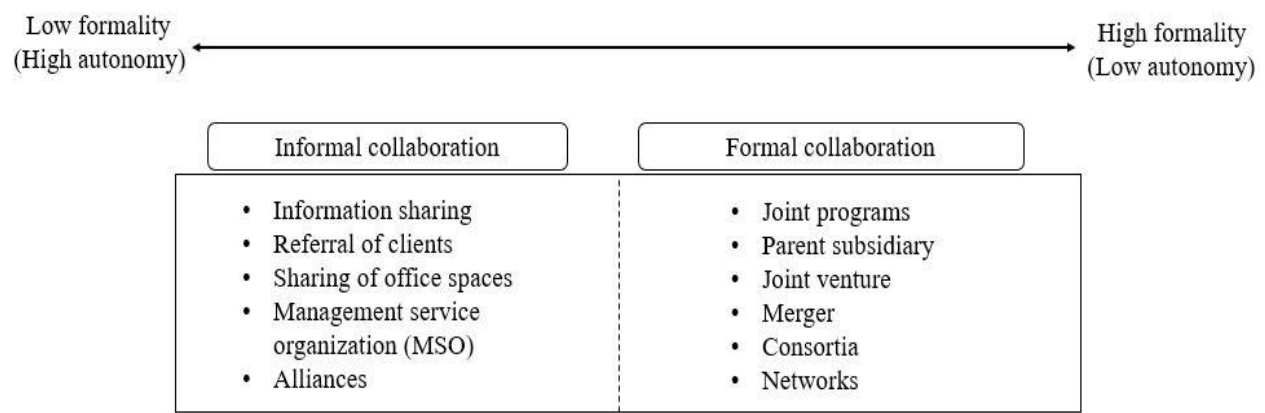 Low formality
(High autonomy)
High formality
(Low autonomy)
Informal collaboration
• Information sharing
• Referral of clients
• Sharing of office spaces
• Management service
organization (MSO)
• Alliances
Formal collaboration
• Joint programs
• Parent subsidiary
• Joint venture
• Merger
• Consortia
• Networks